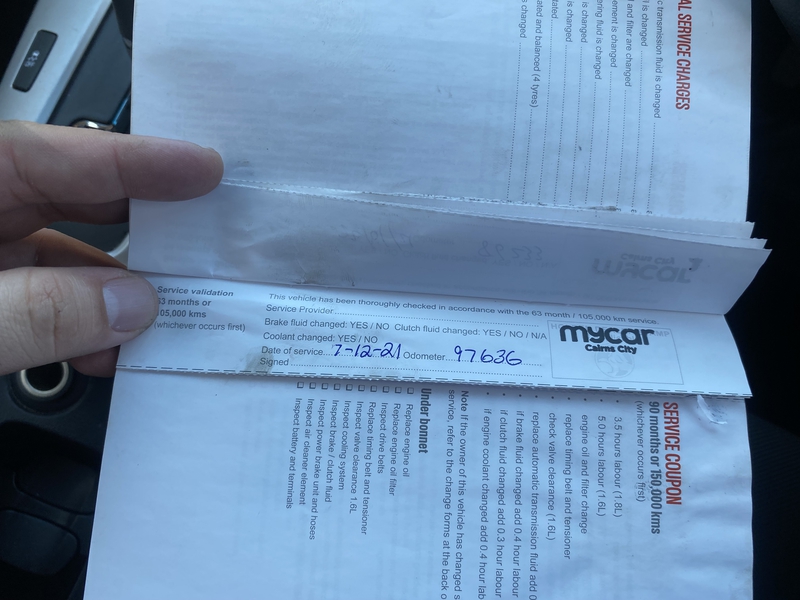 AL SERVICE CHARGES
c transmission fluid is changed
l is changed
and filter are changed
ement is changed
ring fluid is changed
is changed
is changed
tated
ated and balanced (4 tyres)
s changed
Service validation
63 months or
105,000 kms
(whichever occurs first)
This vehicle has been thoroughly checked in accordance with the 63 month / 105,000 km service.
Service Provider
Brake fluid changed: YES / NO Clutch fluid changed: YES / NO / N/A
Coolant changed: YES / NO
Date of service 7-12-21 Odometer 97636
Signed
mycar
Cairns City
SERVICE COUPON
90 months or 150,000 kms
(whichever occurs first)
• 3.5 hours labour (1.8L)
• 5.0 hours labour (1.6L)
• engine oil and filter change
• replace timing belt and tensioner
• check valve clearance (1.6L)
• replace automatic transmission fluid add 0
• if brake fluid changed add 0.4 hour labour
• if clutch fluid changed add 0.3 hour labour
• if engine coolant changed add 0.4 hour lab
Note If the owner of this vehicle has changed s
service, refer to the change forms at the back o
Under bonnet
☐ Replace engine oil
☐ Replace engine oil filter
☐ Inspect drive belts
☐ Replace timing belt and tensioner
☐ Inspect valve clearance 1.6L
☐ Inspect cooling system
☐ Inspect brake / clutch fluid
☐ Inspect power brake unit and hoses
☐ Inspect air cleaner element
☐ Inspect battery and terminals